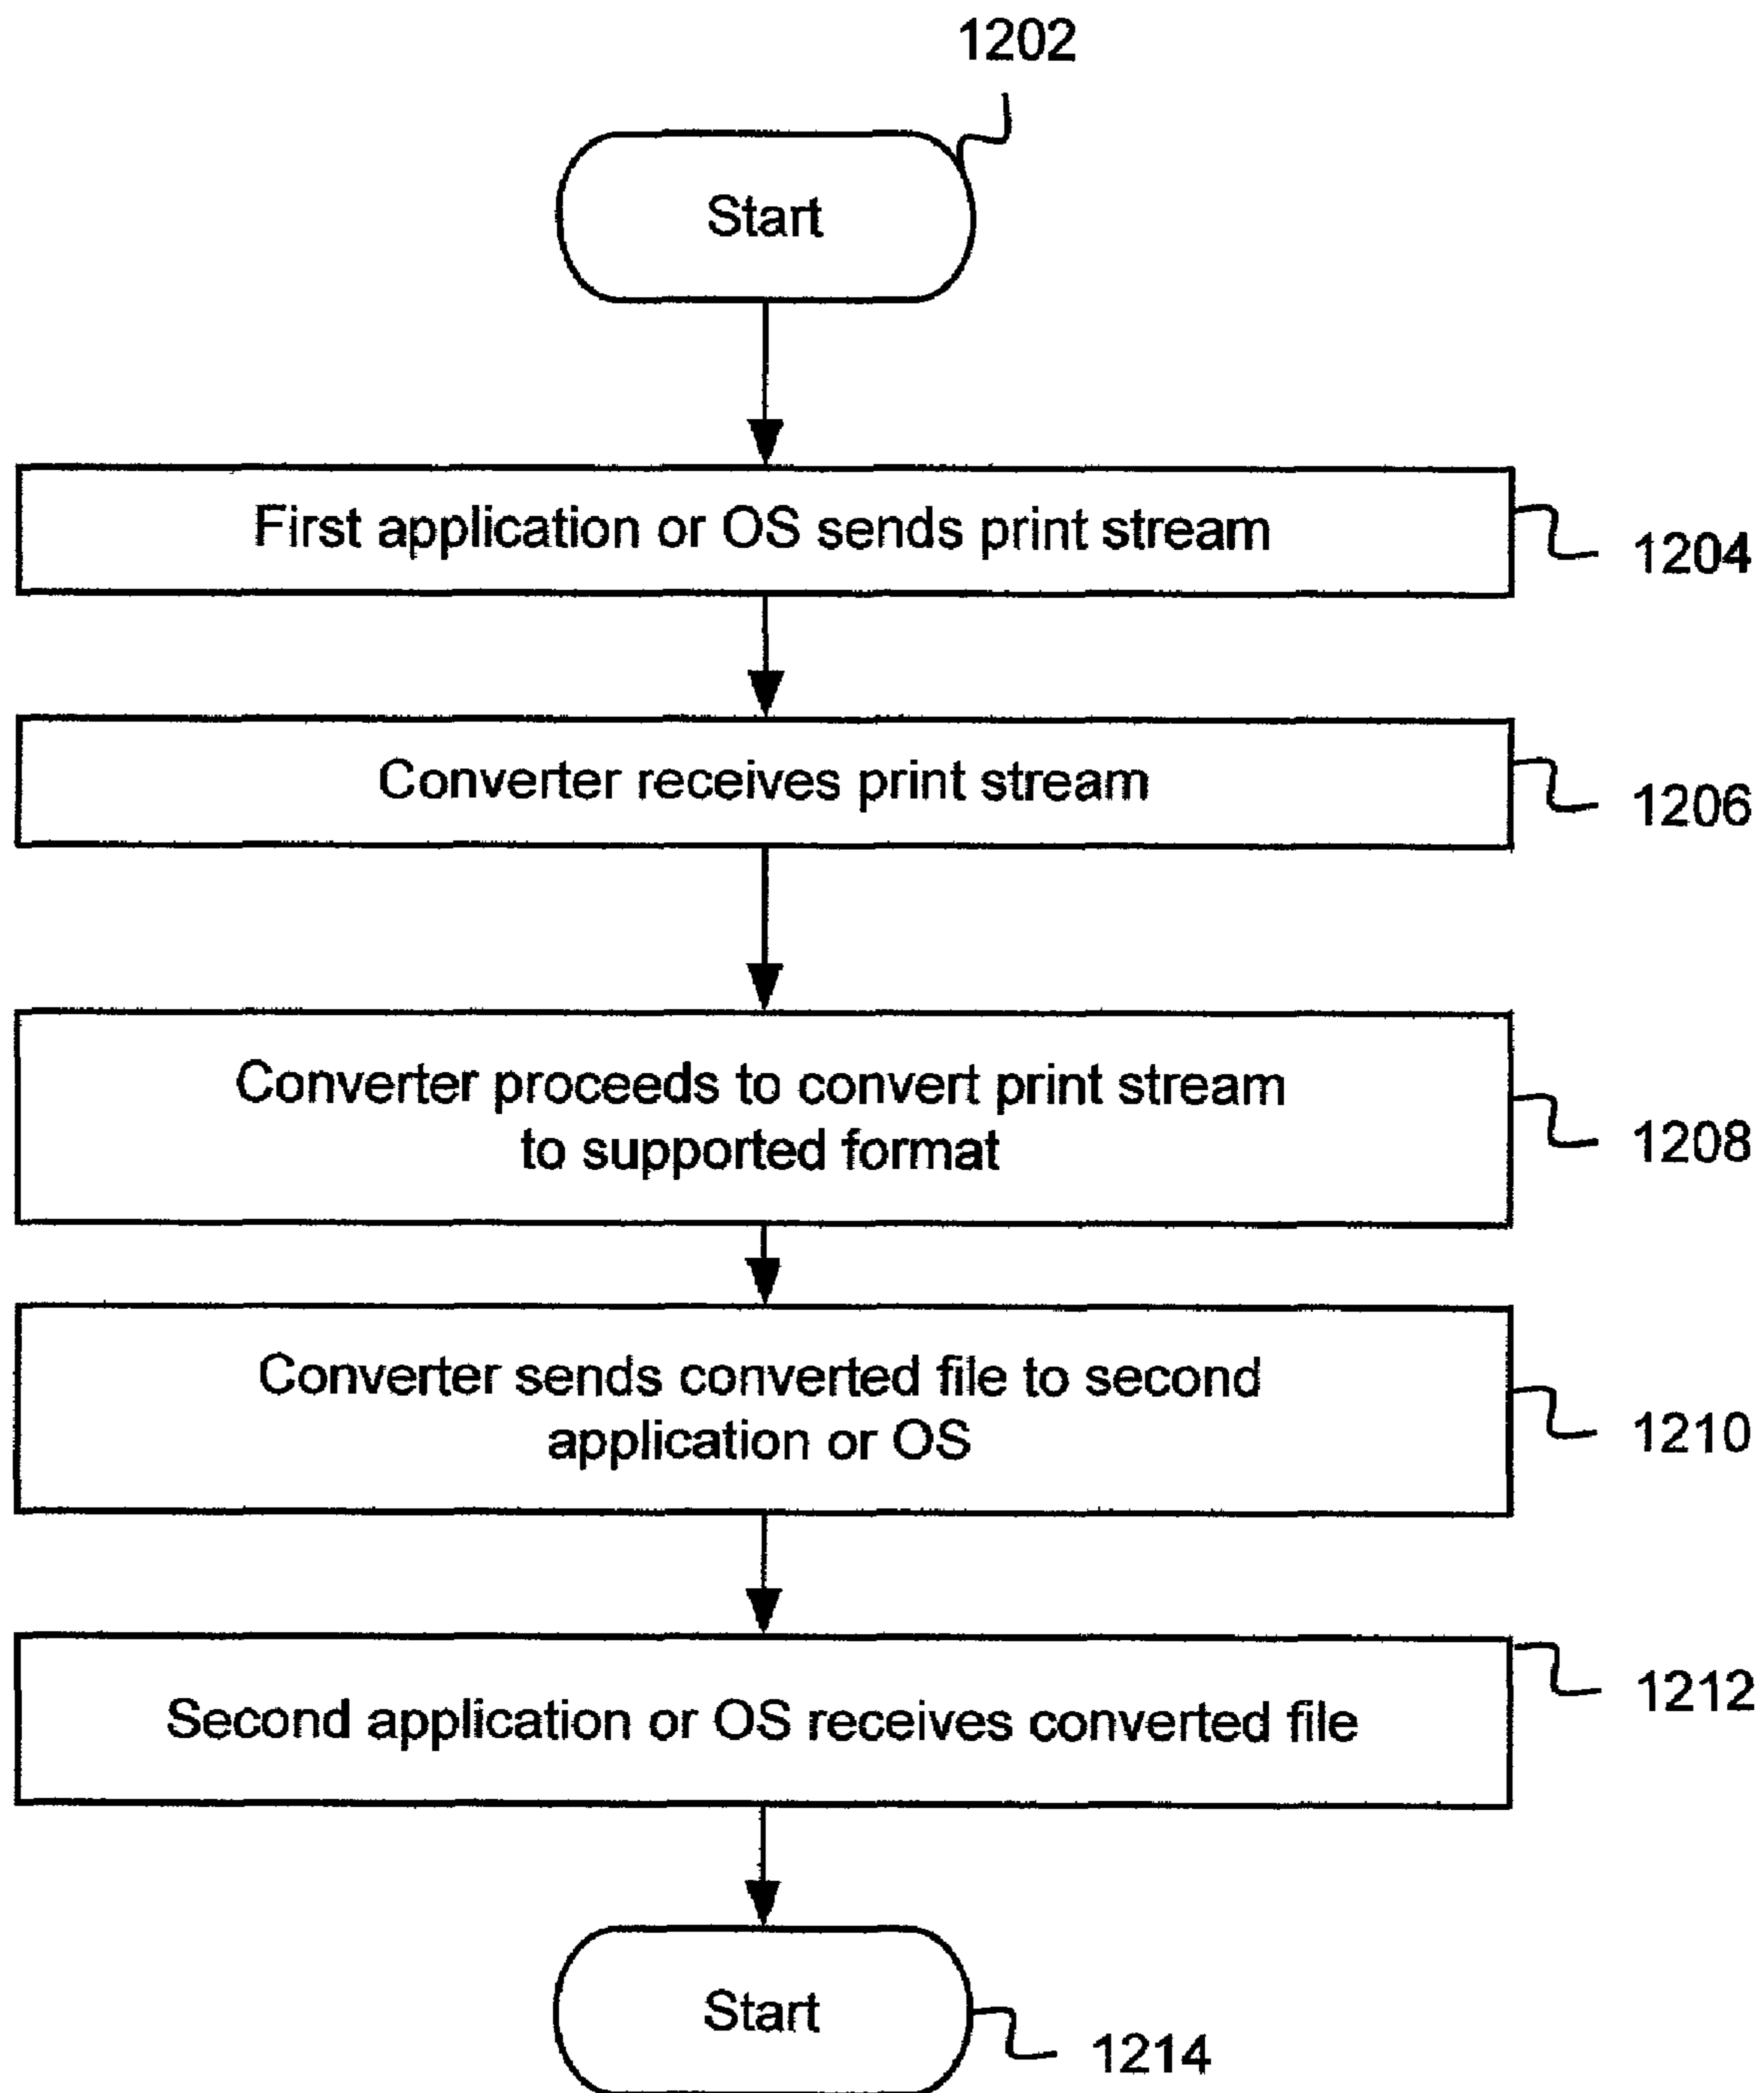 1202
Start
First application or OS sends print stream
1204
Converter receives print stream
1206
Converter proceeds to convert print stream
to supported format
1208
Converter sends converted file to second
application or OS
1210
Second application or OS receives converted file
1212
Start
1214